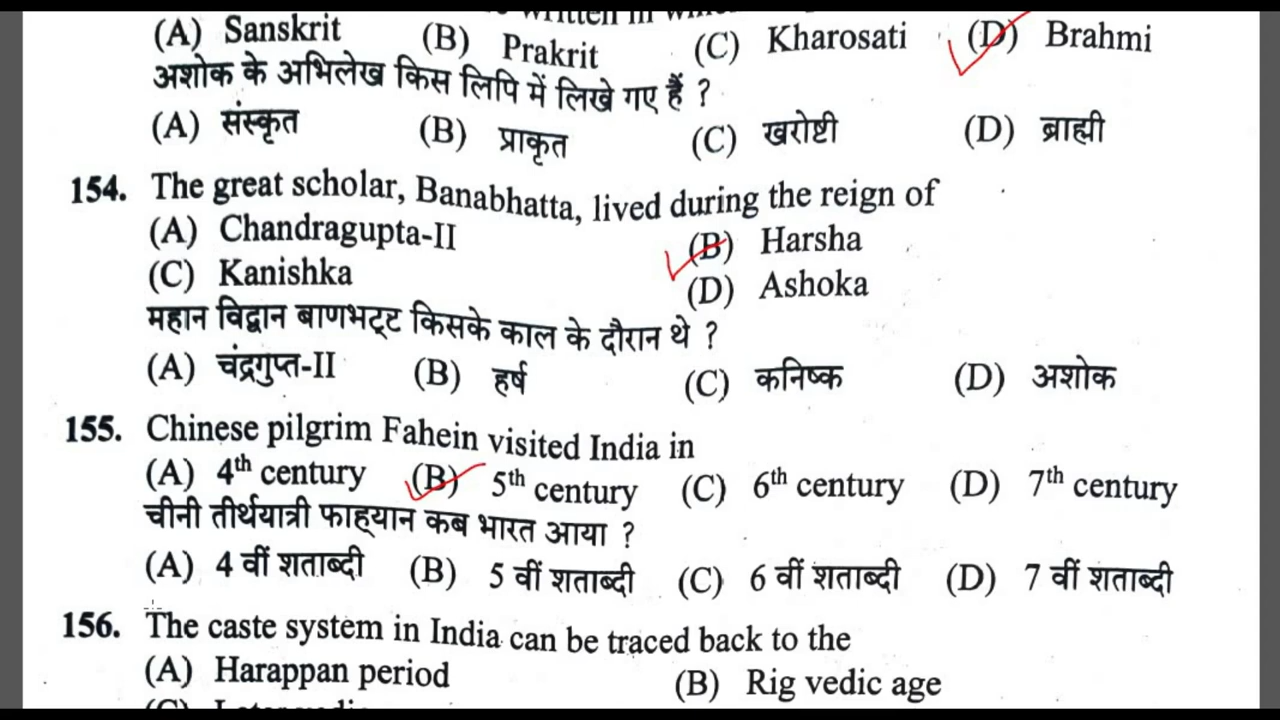 written in
(A) Sanskrit (B) Prakrit (C) Kharosati (D) Brahmi
अशोक के अभिलेख किस लिपि में लिखे गए हैं ?
(A) संस्कृत (B) प्राकृत (C) खरोष्टी (D) ब्राह्मी
154. The great scholar, Banabhatta, lived during the reign of
(A) Chandragupta-II (B) Harsha
(C) Kanishka (D) Ashoka
महान विद्वान बाणभट्ट किसके काल के दौरान थे ?
(A) चंद्रगुप्त-II (B) हर्ष (C) कनिष्क (D) अशोक
155. Chinese pilgrim Fahein visited India in
(A) 4th century (B) 5th century (C) 6th century (D) 7th century
चीनी तीर्थयात्री फाह्यान कब भारत आया ?
(A) 4 वीं शताब्दी (B) 5 वीं शताब्दी (C) 6 वीं शताब्दी (D) 7 वीं शताब्दी
156. The caste system in India can be traced back to the
(A) Harappan period (B) Rig vedic age